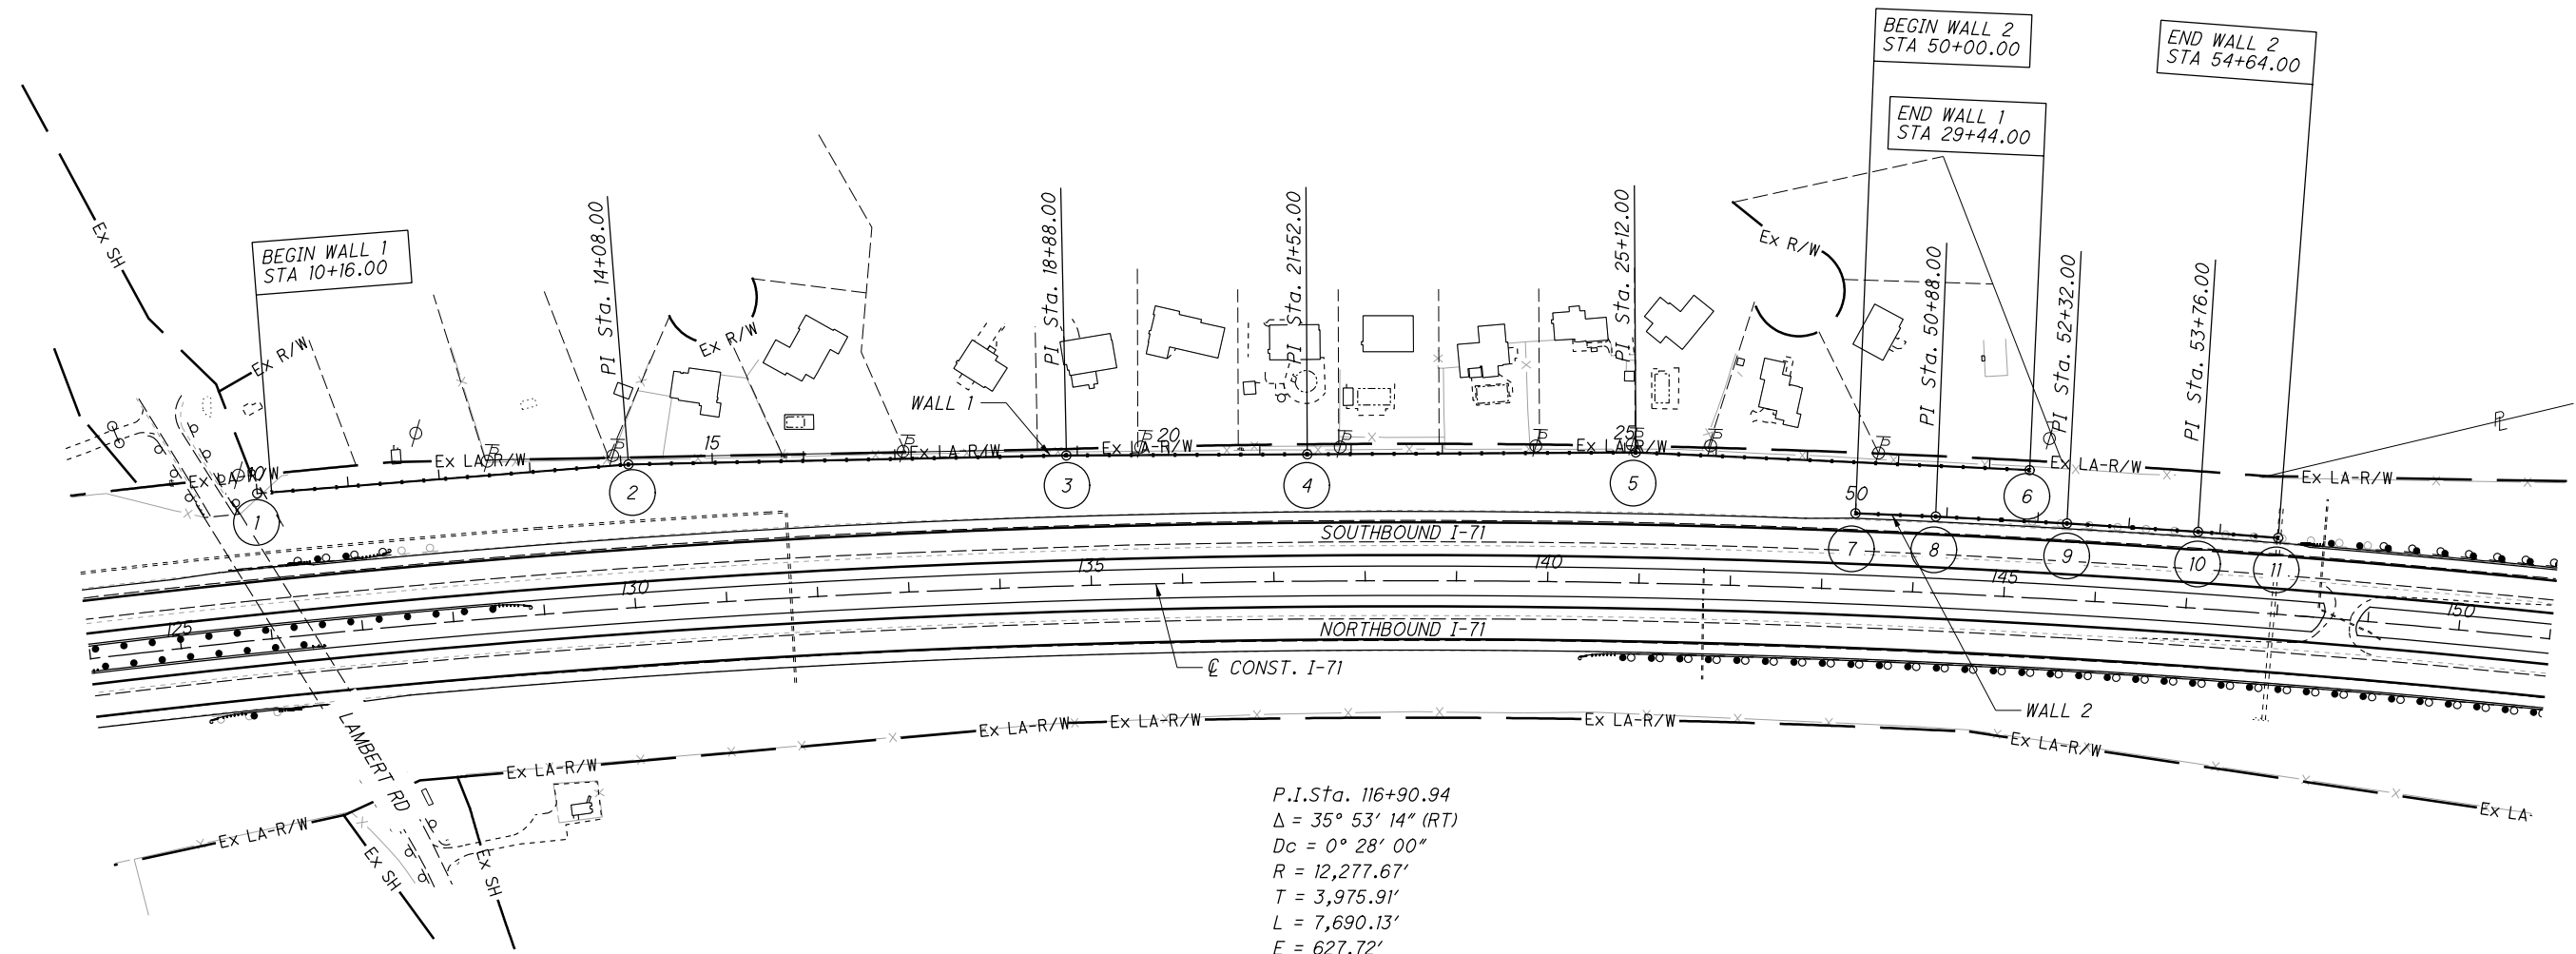 BEGIN WALL 2
STA 50+00.00
END WALL 2
STA 54+64.00
END WALL 1
STA 29+44.00
BEGIN WALL 1
STA 10+16.00
PI Sta. 14+08.00
PI Sta. 18+88.00
PI Sta. 21+52.00
PI Sta. 25+12.00
PI Sta. 50+88.00
PI Sta. 52+32.00
PI Sta. 53+76.00
Ex SH
Ex R/W
Ex R/W
Ex R/W
WALL 1
10
15
20
25
50
Ex LA-R/W
Ex LA-R/W
Ex LA-R/W
Ex LA-R/W
Ex LA-R/W
Ex LA-R/W
Ex LA-R/W
PL
1
2
3
4
5
6
7
8
9
10
11
SOUTHBOUND I-71
125
130
135
140
145
150
NORTHBOUND I-71
℄ CONST. I-71
WALL 2
LAMBERT RD
Ex LA-R/W
Ex LA-R/W
Ex LA-R/W
Ex LA-R/W
Ex LA-R/W
Ex LA-R/W
Ex LA-
Ex SH
Ex SH
P.I.Sta. 116+90.94
Δ = 35° 53' 14" (RT)
Dc = 0° 28' 00"
R = 12,277.67'
T = 3,975.91'
L = 7,690.13'
E = 627.72'